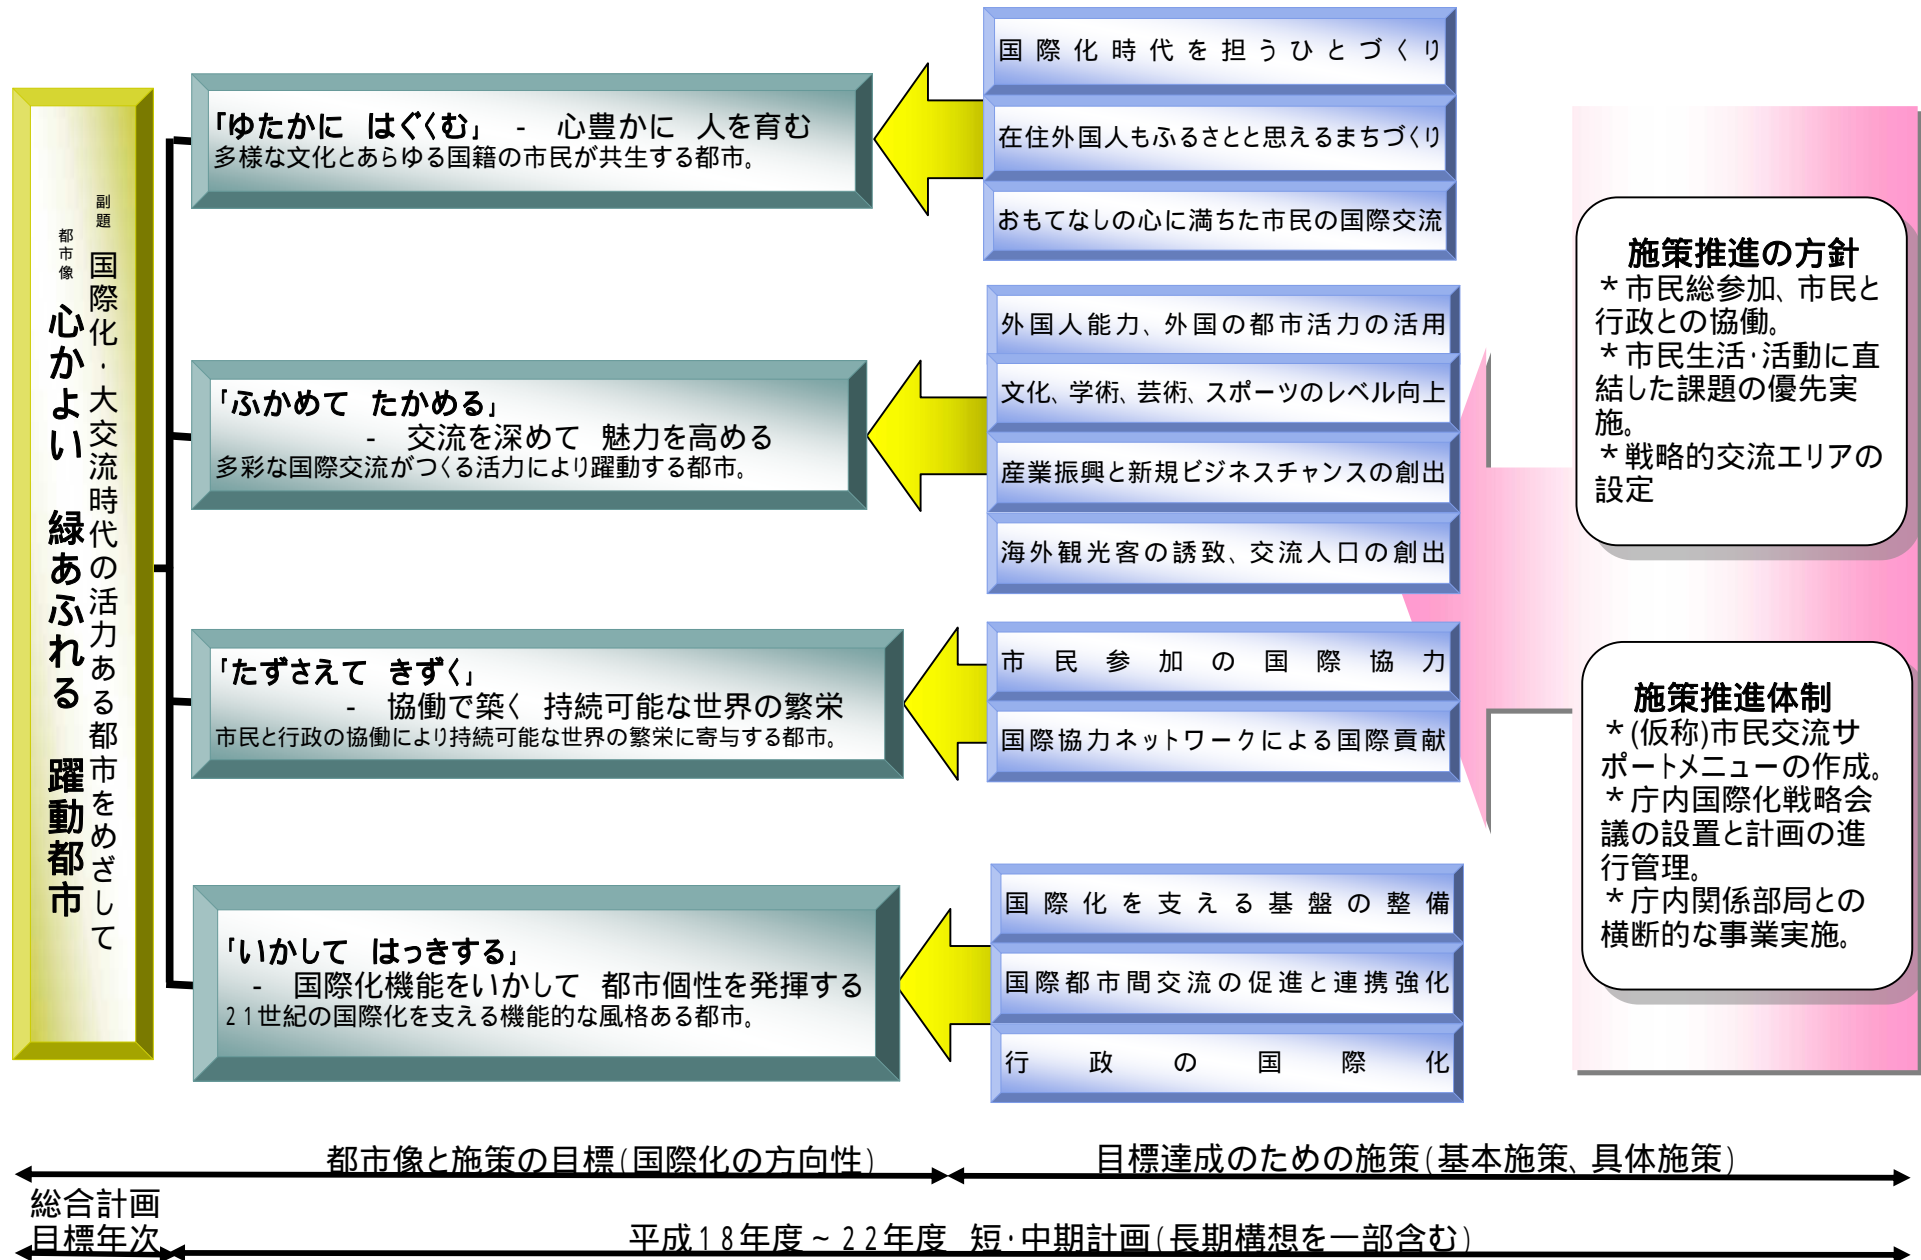 副題 国際化・大交流時代の活力ある都市をめざして
都市像 心かよい 緑あふれる 躍動都市
「ゆたかに はぐくむ」 - 心豊かに 人を育む
多様な文化とあらゆる国籍の市民が共生する都市。
「ふかめて たかめる」
- 交流を深めて 魅力を高める
多彩な国際交流がつくる活力により躍動する都市。
「たずさえて きずく」
- 協働で築く 持続可能な世界の繁栄
市民と行政の協働により持続可能な世界の繁栄に寄与する都市。
「いかして はっきする」
- 国際化機能をいかして 都市個性を発揮する
21世紀の国際化を支える機能的な風格ある都市。
国際化時代を担うひとづくり
在住外国人もふるさとと思えるまちづくり
おもてなしの心に満ちた市民の国際交流
外国人能力、外国の都市活力の活用
文化、学術、芸術、スポーツのレベル向上
産業振興と新規ビジネスチャンスの創出
海外観光客の誘致、交流人口の創出
市民参加の国際協力
国際協力ネットワークによる国際貢献
国際化を支える基盤の整備
国際都市間交流の促進と連携強化
行政の国際化
施策推進の方針
＊市民総参加、市民と
行政との協働。
＊市民生活・活動に直
結した課題の優先実
施。
＊戦略的交流エリアの
設定
施策推進体制
＊(仮称)市民交流サ
ポートメニューの作成。
＊庁内国際化戦略会
議の設置と計画の進
行管理。
＊庁内関係部局との
横断的な事業実施。
都市像と施策の目標(国際化の方向性)
目標達成のための施策(基本施策、具体施策)
総合計画
目標年次
平成18年度～22年度 短・中期計画(長期構想を一部含む)